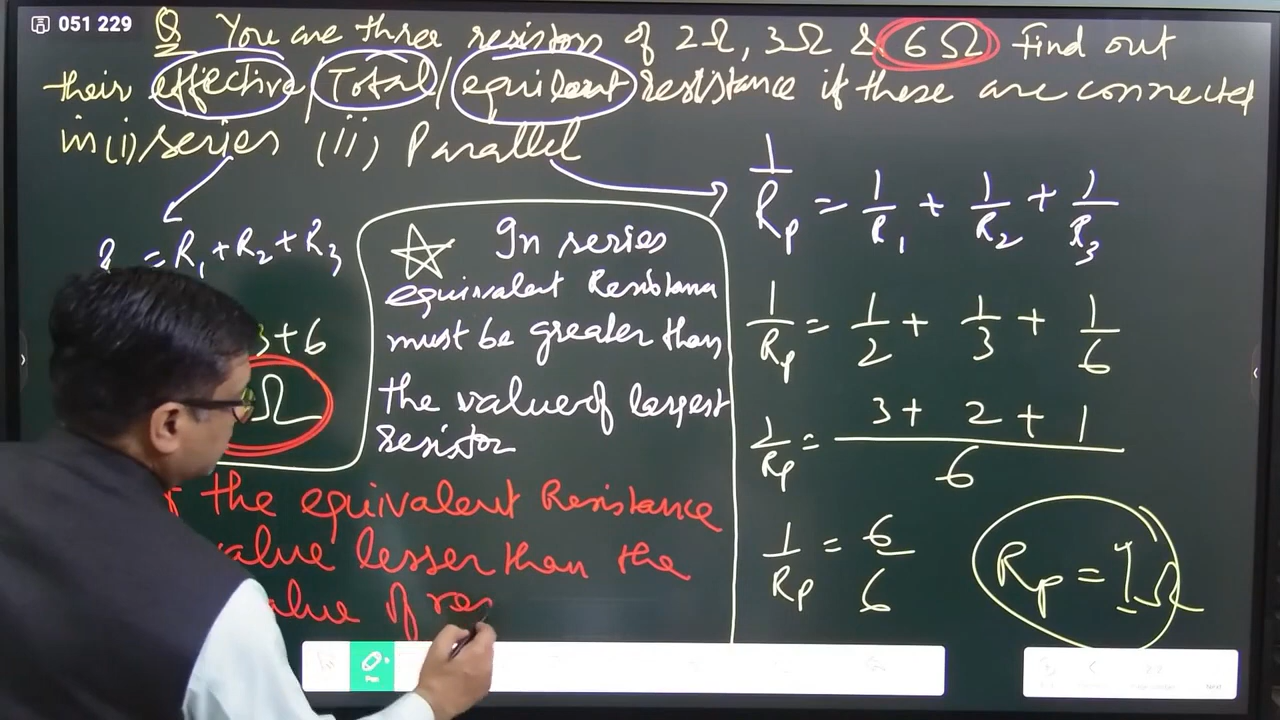 051 229
Q You are three resistors of 2Ω, 3Ω & 6Ω Find out
their effective/Total/equilent resistance if these are connected
in (i) series (ii) Parallel
= R₁ + R₂ + R₃
3 + 6
Ω
☆ In series
equivalent Resistance
must be greater than
the value of largest
resistor
the equivalent Resistance
value lesser than the
value of res
1/Rp = 1/R₁ + 1/R₂ + 1/R₃
1/Rp = 1/2 + 1/3 + 1/6
1/Rp = 3 + 2 + 1 / 6
1/Rp = 6/6
Rp = 1Ω
Pen